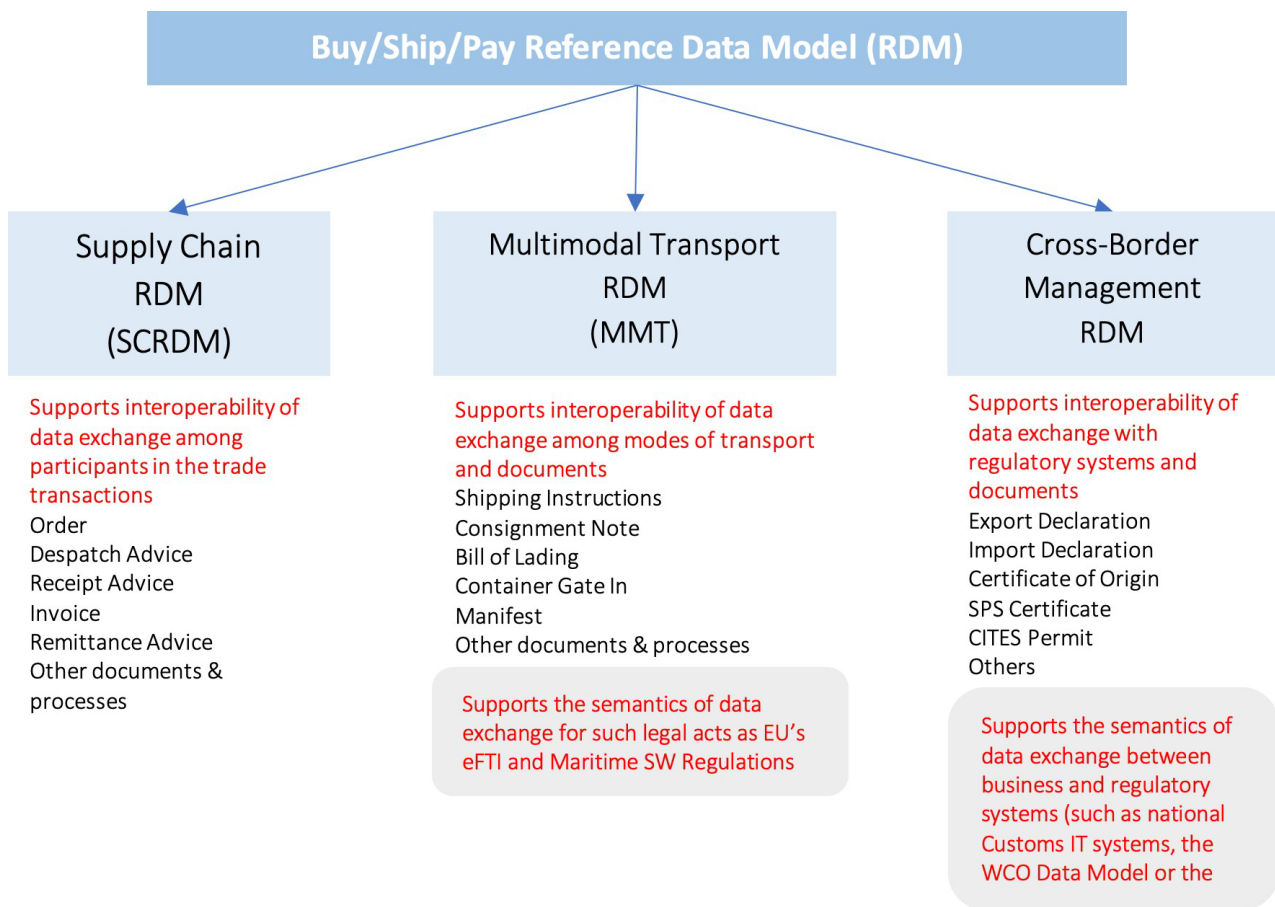 Buy/Ship/Pay Reference Data Model (RDM)
Supply Chain
RDM
(SCRDM)
Supports interoperability of
data exchange among
participants in the trade
transactions
Order
Despatch Advice
Receipt Advice
Invoice
Remittance Advice
Other documents &
processes
Multimodal Transport
RDM
(MMT)
Supports interoperability of data
exchange among modes of transport
and documents
Shipping Instructions
Consignment Note
Bill of Lading
Container Gate In
Manifest
Other documents & processes
Supports the semantics of data
exchange for such legal acts as EU’s
eFTI and Maritime SW Regulations
Cross-Border
Management
RDM
Supports interoperability of
data exchange with
regulatory systems and
documents
Export Declaration
Import Declaration
Certificate of Origin
SPS Certificate
CITES Permit
Others
Supports the semantics of
data exchange between
business and regulatory
systems (such as national
Customs IT systems, the
WCO Data Model or the